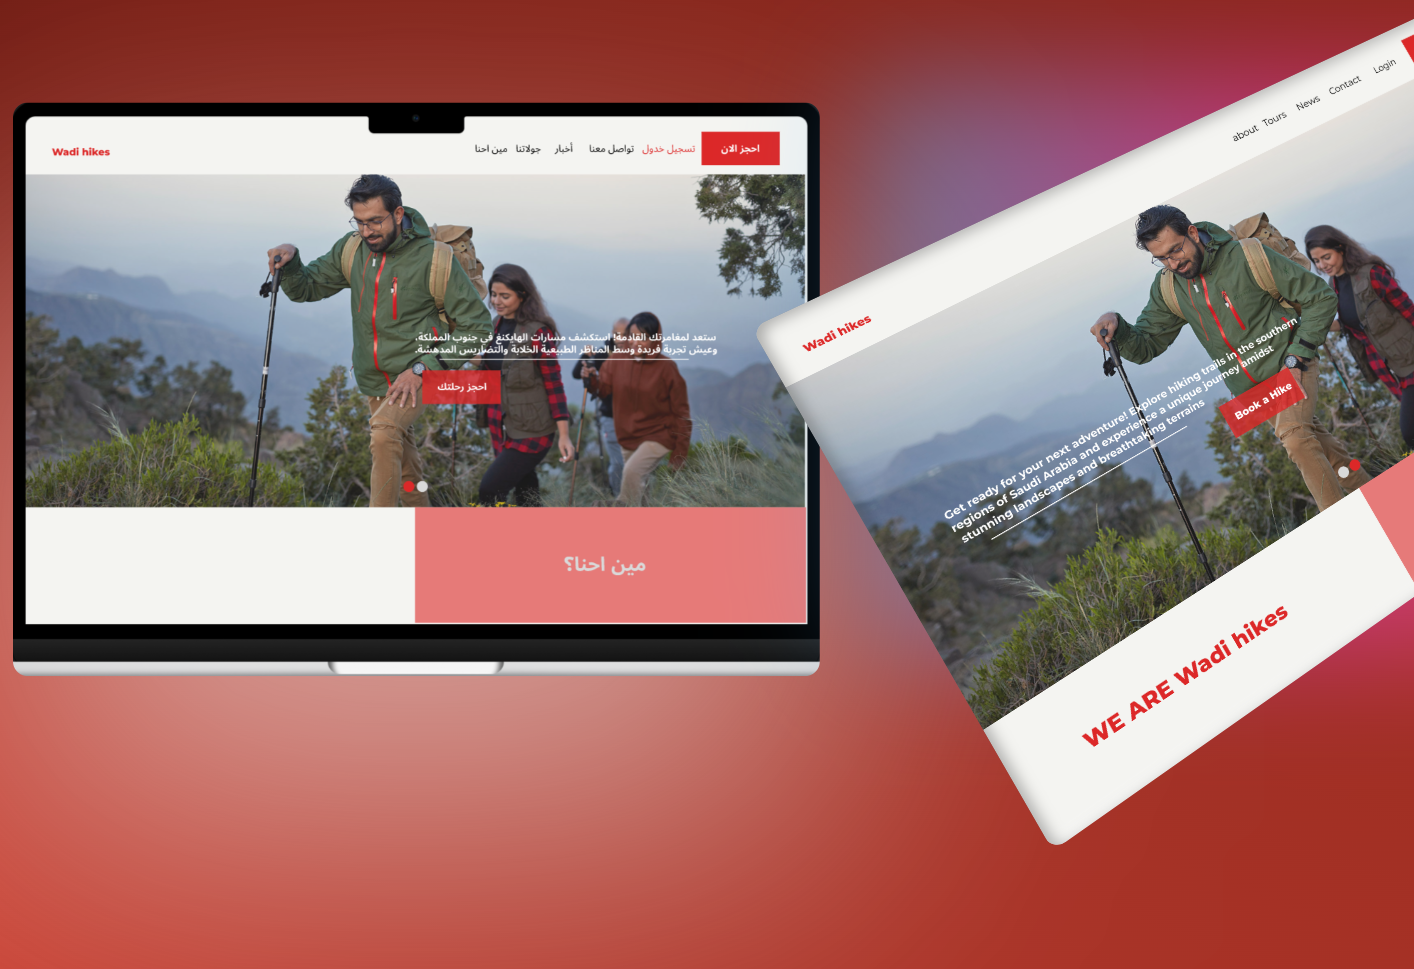 Wadi hikes
مين احنا
جولاتنا
أخبار
تواصل معنا
تسجيل خدول
احجز الان
ستعد لمغامرتك القادمة! استكشف مسارات الهايكنغ في جنوب المملكة.
وعيش تجربة فريدة وسط المناظر الطبيعية الخلابة والتضاريس المدهشة.
احجز رحلتك
مين احنا؟
Wadi hikes
about
Tours
News
Contact
Login
Get ready for your next adventure! Explore hiking trails in the southern
regions of Saudi Arabia and experience a unique journey amidst
stunning landscapes and breathtaking terrains
Book a Hike
WE ARE Wadi hikes